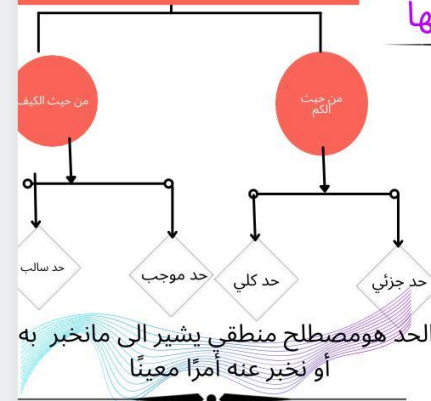 ها
من حيث الكم
من حيث الكيف
حد جزئي
حد كلي
حد موجب
حد سالب
الحد هومصطلح منطقي يشير الى مانخبر به
أو نخبر عنه أمرًا معينًا